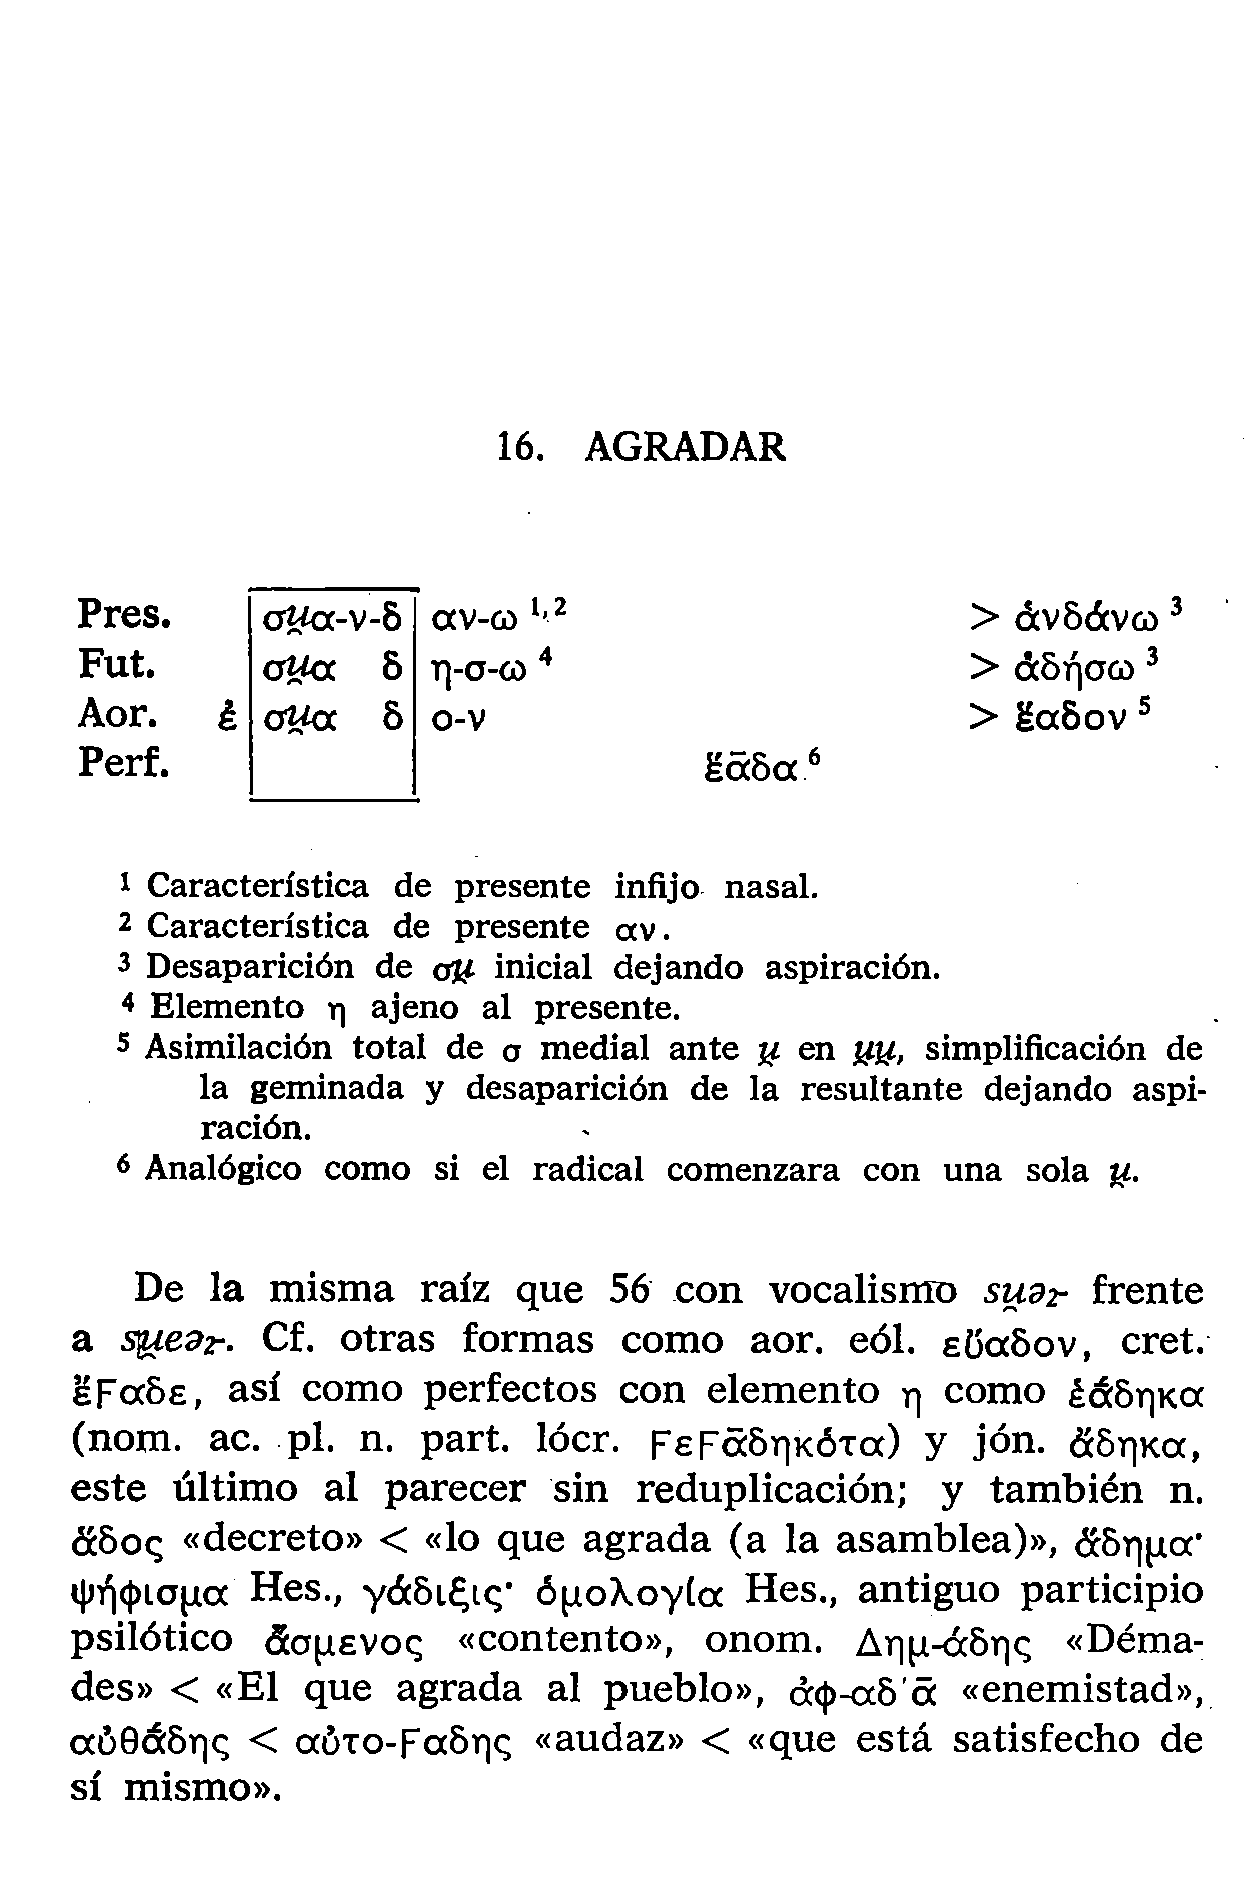 16. AGRADAR
Pres. σu̯α-ν-δ αν-ω ¹,² > ἁνδάνω ³
Fut. σu̯α δ η-σ-ω ⁴ > ἁδήσω ³
Aor. ἐ σu̯α δ ο-ν > ἕαδον ⁵
Perf. ἕᾱδα ⁶
¹ Característica de presente infijo nasal.
² Característica de presente αν.
³ Desaparición de σu̯ inicial dejando aspiración.
⁴ Elemento η ajeno al presente.
⁵ Asimilación total de σ medial ante u̯ en u̯u̯, simplificación de
la geminada y desaparición de la resultante dejando aspi-
ración.
⁶ Analógico como si el radical comenzara con una sola u̯.
De la misma raíz que 56 con vocalismo su̯ə₂- frente
a su̯eə₂-. Cf. otras formas como aor. eól. εὔαδον, cret.
ἔϜαδε, así como perfectos con elemento η como ἑάδηκα
(nom. ac. pl. n. part. lócr. ϜεϜᾱδηκότα) y jón. ἅδηκα,
este último al parecer sin reduplicación; y también n.
ἅδος «decreto» < «lo que agrada (a la asamblea)», ἅδημα·
ψήφισμα Hes., γάδιξις· ὁμολογία Hes., antiguo participio
psilótico ἄσμενος «contento», onom. Δημ-άδης «Déma-
des» < «El que agrada al pueblo», ἀφ-αδ΄ᾱ «enemistad»,
αὐθάδης < αὐτο-Ϝαδης «audaz» < «que está satisfecho de
sí mismo».